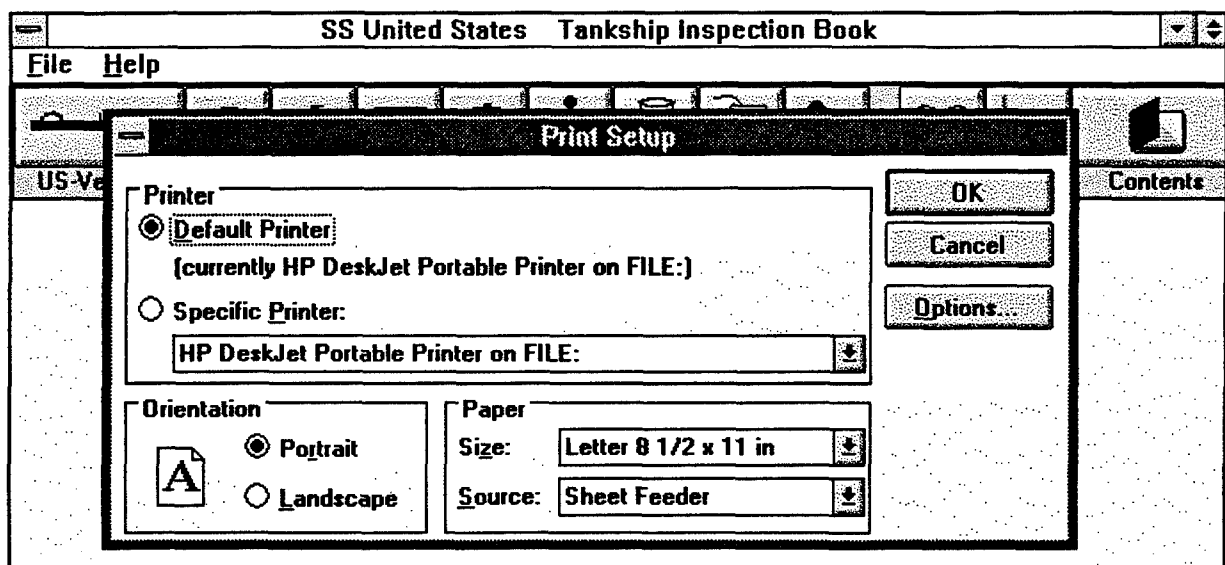 SS United States Tankship Inspection Book
File Help
Print Setup
US-Ve
Contents
Printer
Default Printer
(currently HP DeskJet Portable Printer on FILE:)
Specific Printer:
HP DeskJet Portable Printer on FILE:
OK
Cancel
Options...
Orientation
A
Portrait
Landscape
Paper
Size: Letter 8 1/2 x 11 in
Source: Sheet Feeder